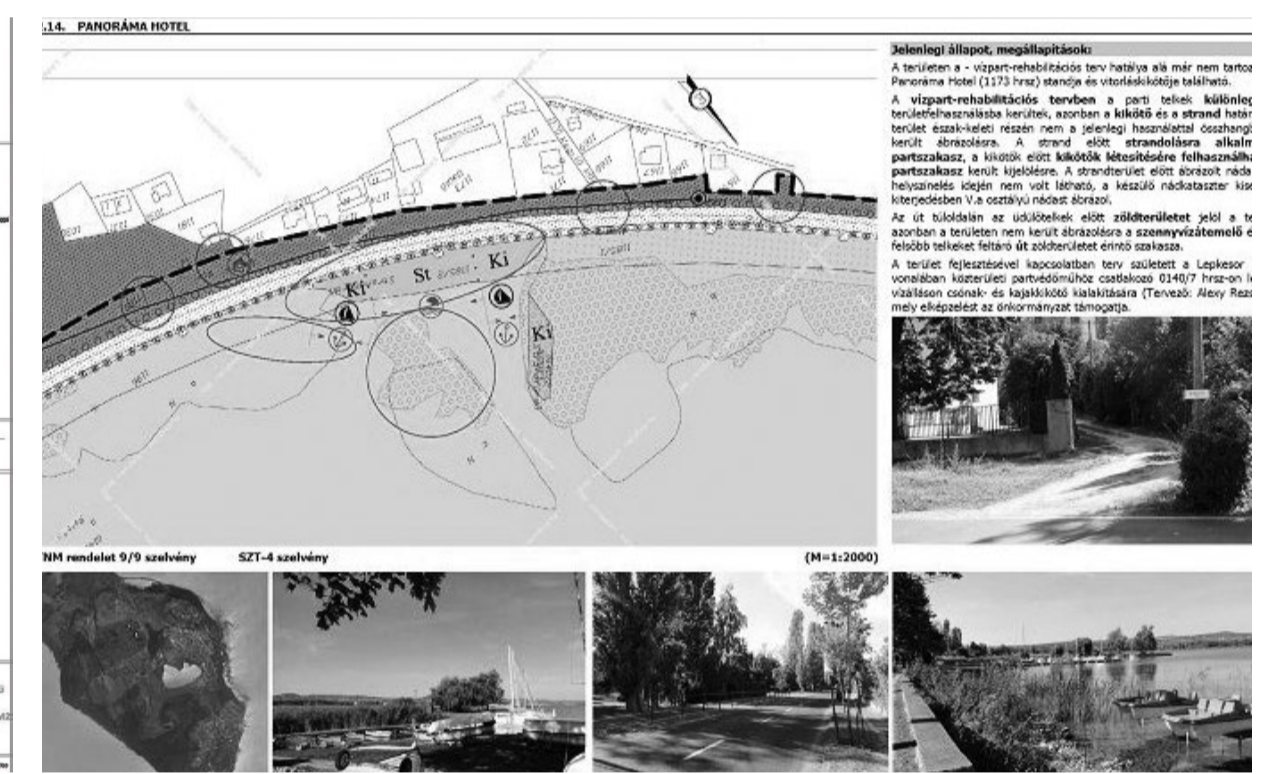 .14. PANORÁMA HOTEL
Jelenlegi állapot, megállapítások:
A területen a - vízpart-rehabilitációs terv hatálya alá már nem tartoz
Panoráma Hotel (1173 hrsz) standja és vitorláskikötője található.
A vízpart-rehabilitációs tervben a parti telkek különleg
területfelhasználásba kerültek, azonban a kikötő és a strand határ
terület észak-keleti részén nem a jelenlegi használattal összhangb
került ábrázolásra. A strand előtt strandolásra alkalm
partszakasz, a kikötők előtt kikötők létesítésére felhasználha
partszakasz került kijelölésre. A strandterület előtt ábrázolt náda
helyszínelés idején nem volt látható, a készülő nádkataszter kise
kiterjedésben V.a osztályú nádast ábrázol.
Az út túloldalán az üdülőtelkek előtt zöldterületet jelöl a te
azonban a területen nem került ábrázolásra a szennyvízátemelő é
felsőbb telkeket feltáró út zöldterületet érintő szakasza.
A terület fejlesztésével kapcsolatban terv született a Lepkesor
vonalában közterületi partvédőműhöz csatlakozó 0140/7 hrsz-on l
vízálláson csónak- és kajakkikötő kialakítására (Tervező: Alexy Rezs
mely elképzelést az önkormányzat támogatja.
Ki St Ki
Ki
TNM rendelet 9/9 szelvény SZT-4 szelvény (M=1:2000)